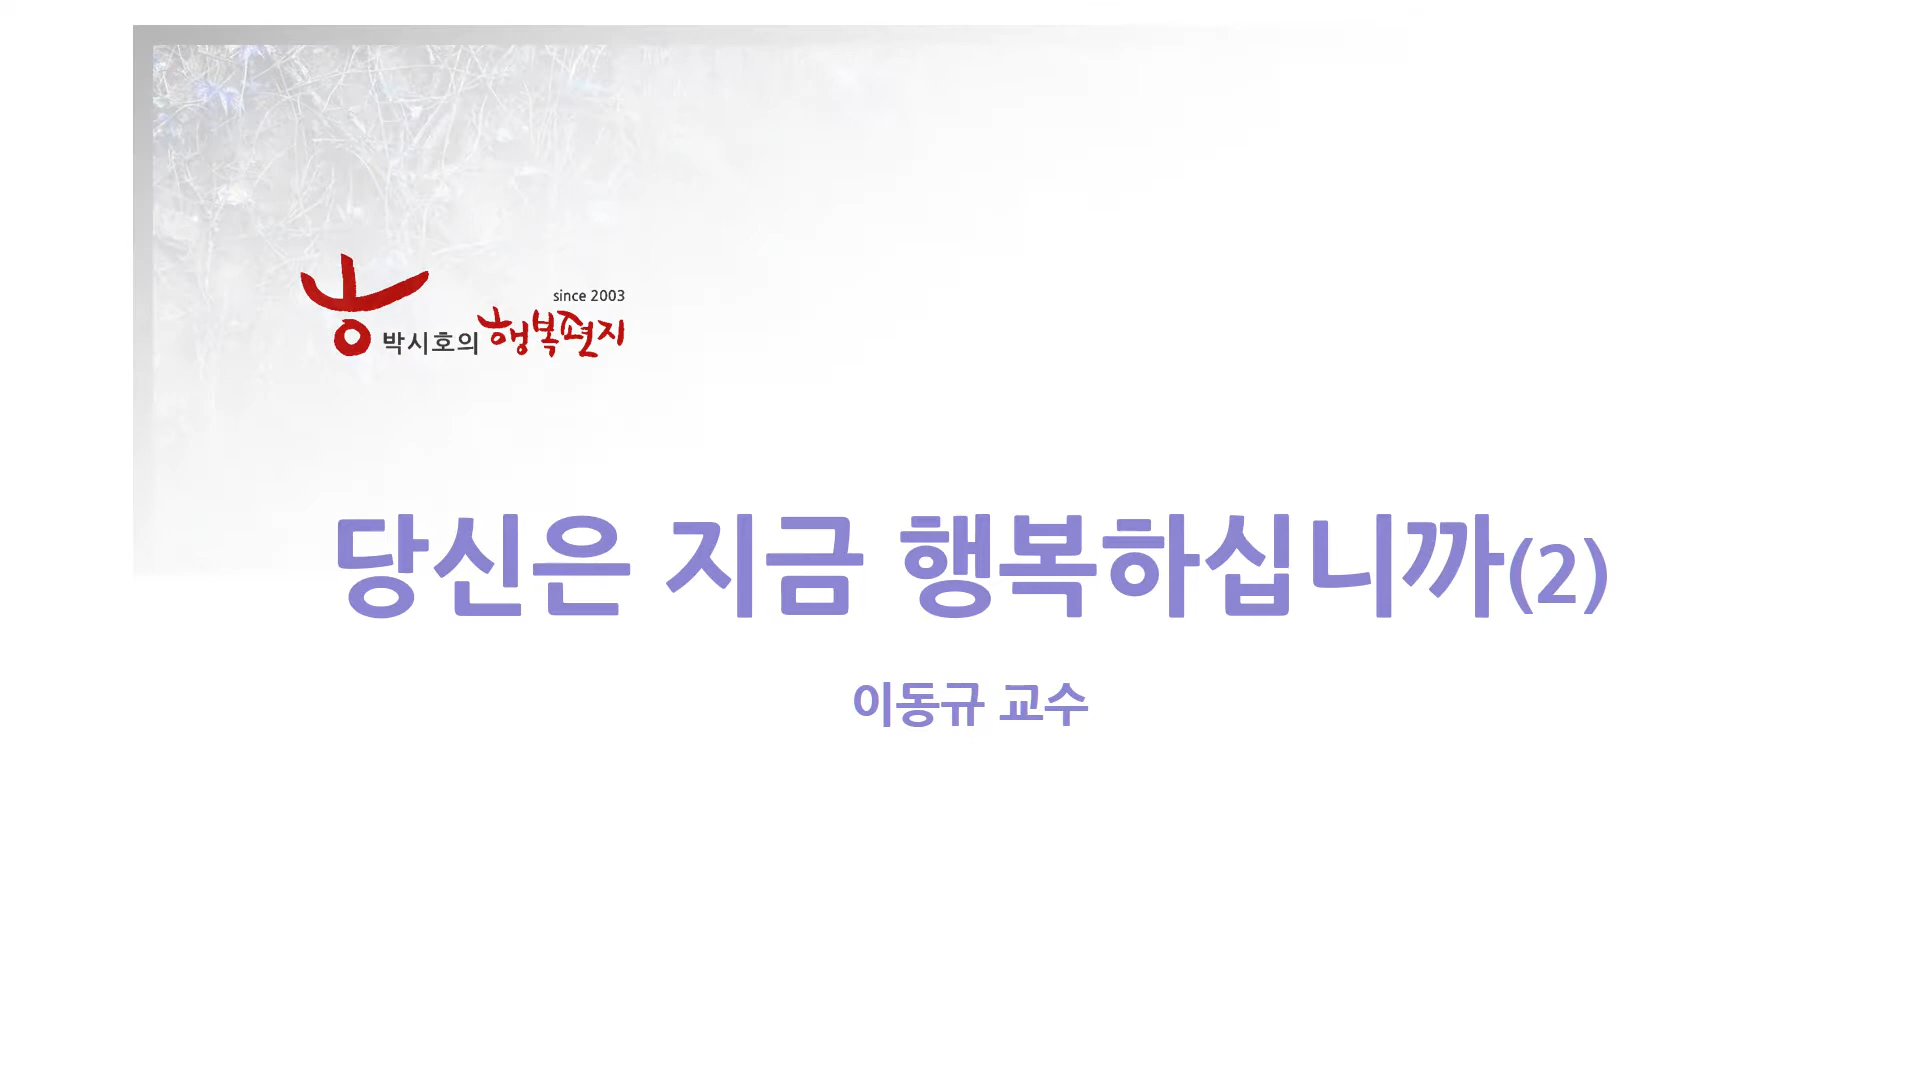 since 2003
박시호의 행복편지
당신은 지금 행복하십니까(2)
이동규 교수